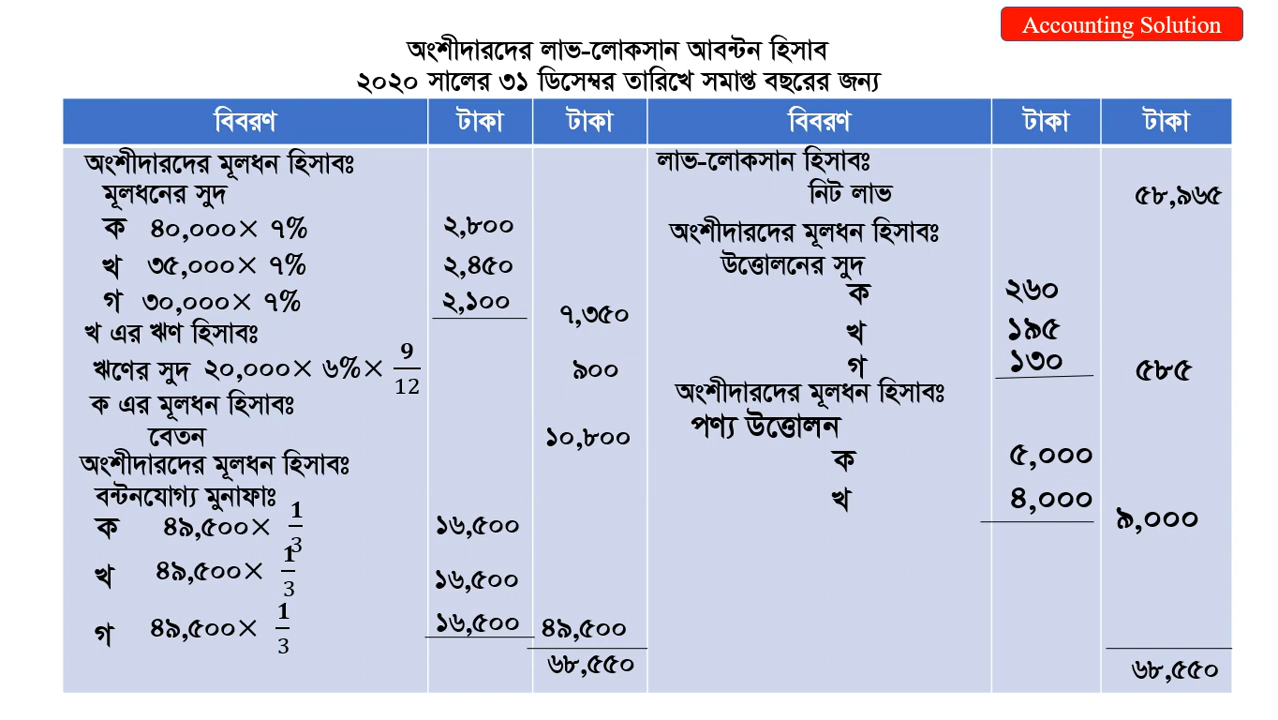 Accounting Solution
অংশীদারদের লাভ-লোকসান আবন্টন হিসাব
২০২০ সালের ৩১ ডিসেম্বর তারিখে সমাপ্ত বছরের জন্য
বিবরণ টাকা টাকা বিবরণ টাকা টাকা
অংশীদারদের মূলধন হিসাবঃ
মূলধনের সুদ
ক ৪০,০০০× ৭% ২,৮০০
খ ৩৫,০০০× ৭% ২,৪৫০
গ ৩০,০০০× ৭% ২,১০০ ৭,৩৫০
খ এর ঋণ হিসাবঃ
ঋণের সুদ ২০,০০০× ৬%× 9/12 ৯০০
ক এর মূলধন হিসাবঃ
বেতন ১০,৮০০
অংশীদারদের মূলধন হিসাবঃ
বন্টনযোগ্য মুনাফাঃ
ক ৪৯,৫০০× 1/3 ১৬,৫০০
খ ৪৯,৫০০× 1/3 ১৬,৫০০
গ ৪৯,৫০০× 1/3 ১৬,৫০০ ৪৯,৫০০
৬৮,৫৫০
লাভ-লোকসান হিসাবঃ
নিট লাভ ৫৮,৯৬৫
অংশীদারদের মূলধন হিসাবঃ
উত্তোলনের সুদ
ক ২৬০
খ ১৯৫
গ ১৩০ ৫৮৫
অংশীদারদের মূলধন হিসাবঃ
পণ্য উত্তোলন
ক ৫,০০০
খ ৪,০০০ ৯,০০০
৬৮,৫৫০